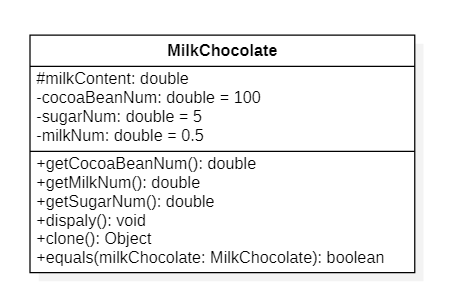 MilkChocolate
#milkContent: double
-cocoaBeanNum: double = 100
-sugarNum: double = 5
-milkNum: double = 0.5
+getCocoaBeanNum(): double
+getMilkNum(): double
+getSugarNum(): double
+dispaly(): void
+clone(): Object
+equals(milkChocolate: MilkChocolate): boolean